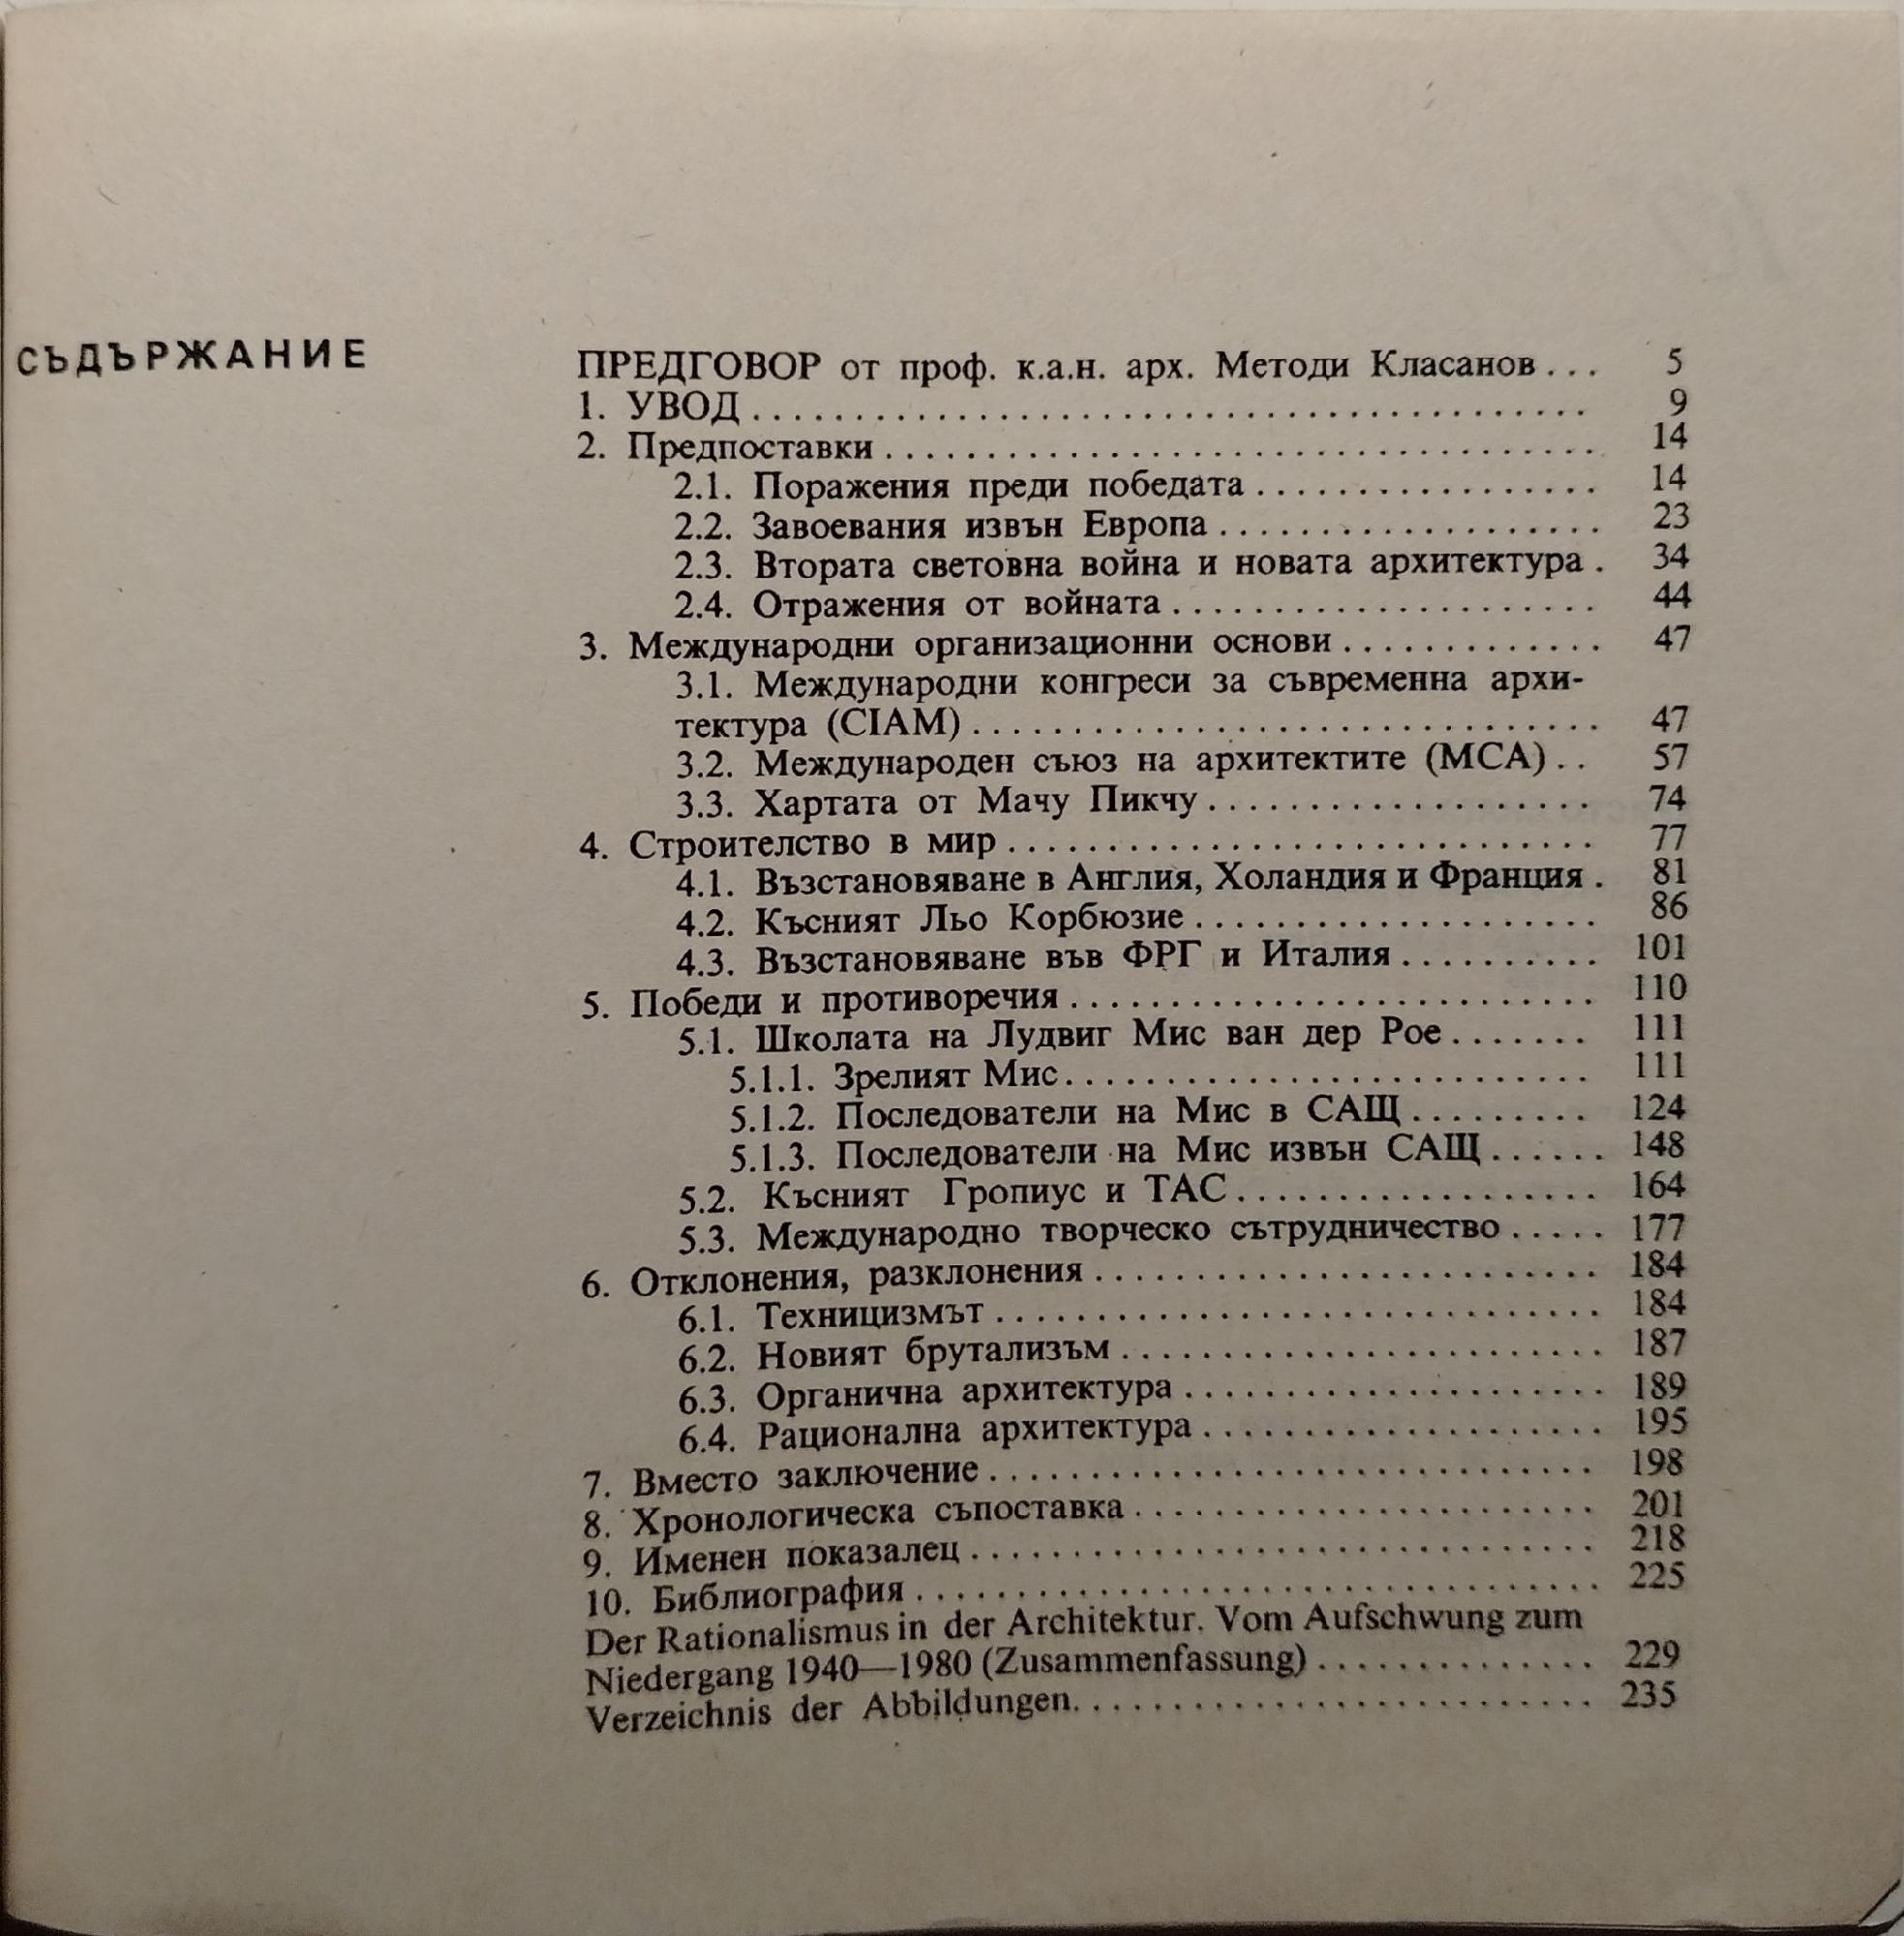 СЪДЪРЖАНИЕ
ПРЕДГОВОР от проф. к.а.н. арх. Методи Класанов . . . 5
1. УВОД . . . . . . . . . . . . . . . . . . . . 9
2. Предпоставки . . . . . . . . . . . . . . . . . . . . 14
2.1. Поражения преди победата . . . . . . . . . . . . . . . . . 14
2.2. Завоевания извън Европа . . . . . . . . . . . . . . . . . . . 23
2.3. Втората световна война и новата архитектура . 34
2.4. Отражения от войната . . . . . . . . . . . . . . . . . . . . 44
3. Международни организационни основи . . . . . . . . . . . . . 47
3.1. Международни конгреси за съвременна архи-
тектура (CIAM) . . . . . . . . . . . . . . . . . . . . 47
3.2. Международен съюз на архитектите (МСА) . . 57
3.3. Хартата от Мачу Пикчу . . . . . . . . . . . . . . . . . . . 74
4. Строителство в мир . . . . . . . . . . . . . . . . . . . . 77
4.1. Възстановяване в Англия, Холандия и Франция . 81
4.2. Късният Льо Корбюзие . . . . . . . . . . . . . . . . . . . . 86
4.3. Възстановяване във ФРГ и Италия . . . . . . . . . . 101
5. Победи и противоречия . . . . . . . . . . . . . . . . . . . . 110
5.1. Школата на Лудвиг Мис ван дер Рое . . . . . . . 111
5.1.1. Зрелият Мис . . . . . . . . . . . . . . . . . . . . 111
5.1.2. Последователи на Мис в САЩ . . . . . . . . . 124
5.1.3. Последователи на Мис извън САЩ . . . . . . 148
5.2. Късният Гропиус и ТАС . . . . . . . . . . . . . . . . . . 164
5.3. Международно творческо сътрудничество . . . . . 177
6. Отклонения, разклонения . . . . . . . . . . . . . . . . . . . . 184
6.1. Техницизмът . . . . . . . . . . . . . . . . . . . . 184
6.2. Новият брутализъм . . . . . . . . . . . . . . . . . . . . 187
6.3. Органична архитектура . . . . . . . . . . . . . . . . . . . . 189
6.4. Рационална архитектура . . . . . . . . . . . . . . . . . . . . 195
7. Вместо заключение . . . . . . . . . . . . . . . . . . . . 198
8. Хронологическа съпоставка . . . . . . . . . . . . . . . . . . . . 201
9. Именен показалец . . . . . . . . . . . . . . . . . . . . 218
10. Библиография . . . . . . . . . . . . . . . . . . . . 225
Der Rationalismus in der Architektur. Vom Aufschwung zum
Niedergang 1940—1980 (Zusammenfassung) . . . . . . . . . . . . . . 229
Verzeichnis der Abbildungen. . . . . . . . . . . . . . . . . . . . 235